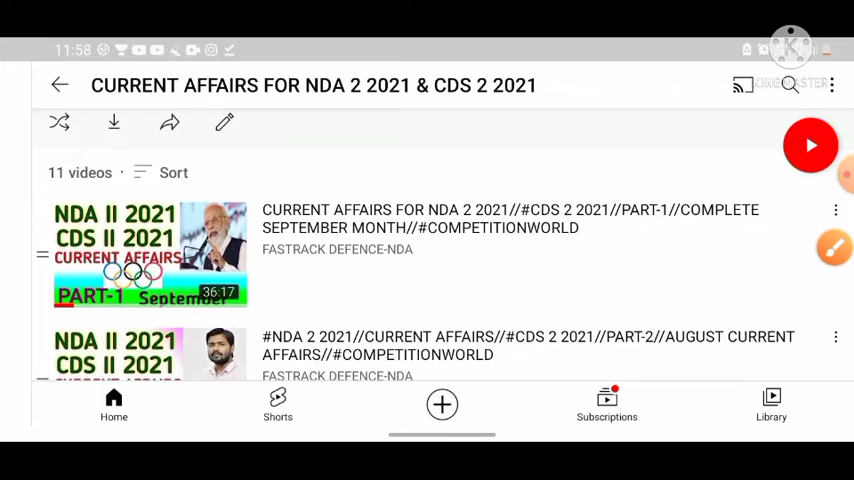 11:58
K
KINEMASTER
CURRENT AFFAIRS FOR NDA 2 2021 & CDS 2 2021
11 videos · Sort
NDA II 2021
CDS II 2021
CURRENT AFFAIRS
PART-1 September
36:17
CURRENT AFFAIRS FOR NDA 2 2021//#CDS 2 2021//PART-1//COMPLETE
SEPTEMBER MONTH//#COMPETITIONWORLD
FASTRACK DEFENCE-NDA
NDA II 2021
CDS II 2021
#NDA 2 2021//CURRENT AFFAIRS//#CDS 2 2021//PART-2//AUGUST CURRENT
AFFAIRS//#COMPETITIONWORLD
FASTRACK DEFENCE-NDA
Home
Shorts
Subscriptions
Library